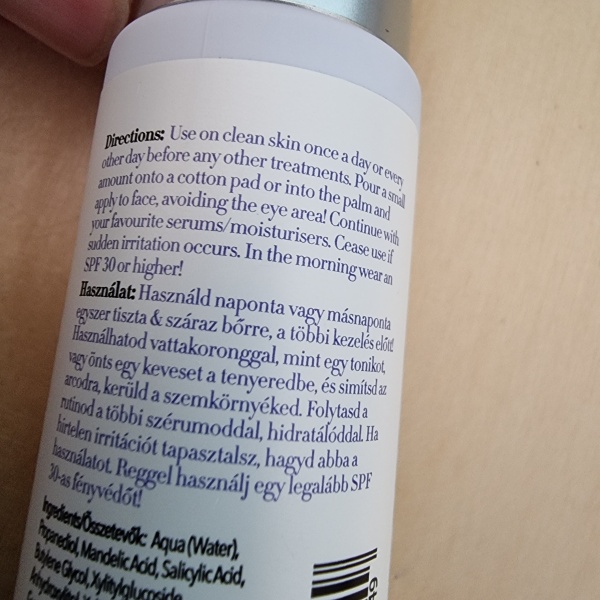 Directions: Use on clean skin once a day or every
other day before any other treatments. Pour a small
amount onto a cotton pad or into the palm and
apply to face, avoiding the eye area! Continue with
your favourite serums/moisturisers. Cease use if
sudden irritation occurs. In the morning wear an
SPF 30 or higher!
Használat: Használd naponta vagy másnaponta
egyszer tiszta & száraz bőrre, a többi kezelés előtt!
Használhatod vattakoronggal, mint egy tonikot,
vagy önts egy keveset a tenyeredbe, és simítsd az
arcodra, kerüld a szemkörnyéked. Folytasd a
rutinod a többi szérumoddal, hidratálóddal. Ha
hirtelen irritációt tapasztalsz, hagyd abba a
használatot. Reggel használj egy legalább SPF
30-as fényvédőt!
Ingredients/Összetevők: Aqua (Water),
Propanediol, Mandelic Acid, Salicylic Acid,
Butylene Glycol, Xylitylglucoside,